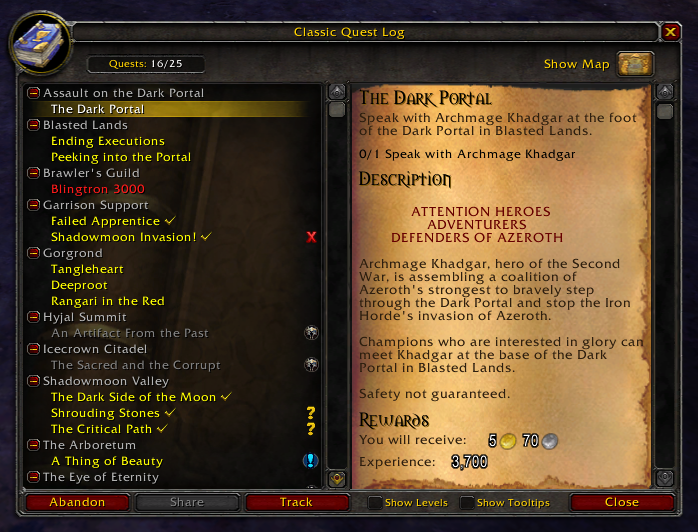 Classic Quest Log
Quests: 16/25
Show Map
Assault on the Dark Portal
The Dark Portal
Blasted Lands
Ending Executions
Peeking into the Portal
Brawler's Guild
Blingtron 3000
Garrison Support
Failed Apprentice
Shadowmoon Invasion!
Gorgrond
Tangleheart
Deeproot
Rangari in the Red
Hyjal Summit
An Artifact From the Past
Icecrown Citadel
The Sacred and the Corrupt
Shadowmoon Valley
The Dark Side of the Moon
Shrouding Stones
The Critical Path
The Arboretum
A Thing of Beauty
The Eye of Eternity
The Dark Portal
Speak with Archmage Khadgar at the foot
of the Dark Portal in Blasted Lands.
0/1 Speak with Archmage Khadgar
Description
ATTENTION HEROES
ADVENTURERS
DEFENDERS OF AZEROTH
Archmage Khadgar, hero of the Second
War, is assembling a coalition of
Azeroth's strongest to bravely step
through the Dark Portal and stop the Iron
Horde's invasion of Azeroth.
Champions who are interested in glory can
meet Khadgar at the base of the Dark
Portal in Blasted Lands.
Safety not guaranteed.
Rewards
You will receive: 5 70
Experience: 3,700
Abandon
Share
Track
Show Levels
Show Tooltips
Close